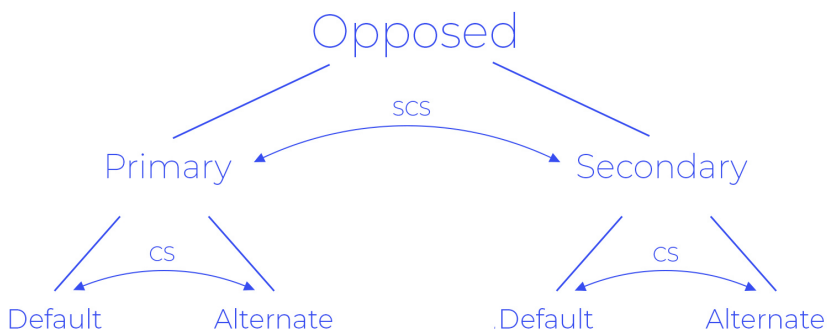 Opposed
SCS
Primary
Secondary
CS
CS
Default
Alternate
.Default
Alternate